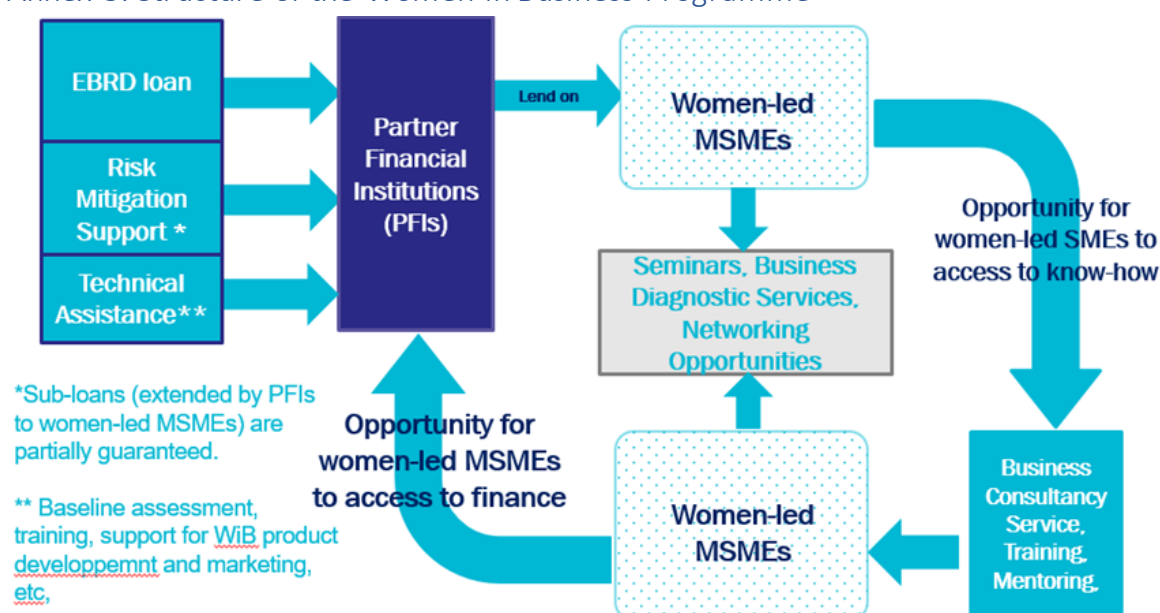 EBRD loan
Risk
Mitigation
Support *
Technical
Assistance**
Partner
Financial
Institutions
(PFIs)
Lend on
Women-led
MSMEs
Opportunity for
women-led SMEs to
access to know-how
Seminars, Business
Diagnostic Services,
Networking
Opportunities
*Sub-loans (extended by PFIs
to women-led MSMEs) are
partially guaranteed.
** Baseline assessment,
training, support for WiB product
developpemnt and marketing,
etc,
Opportunity for
women-led MSMEs
to access to finance
Women-led
MSMEs
Business
Consultancy
Service,
Training,
Mentoring,